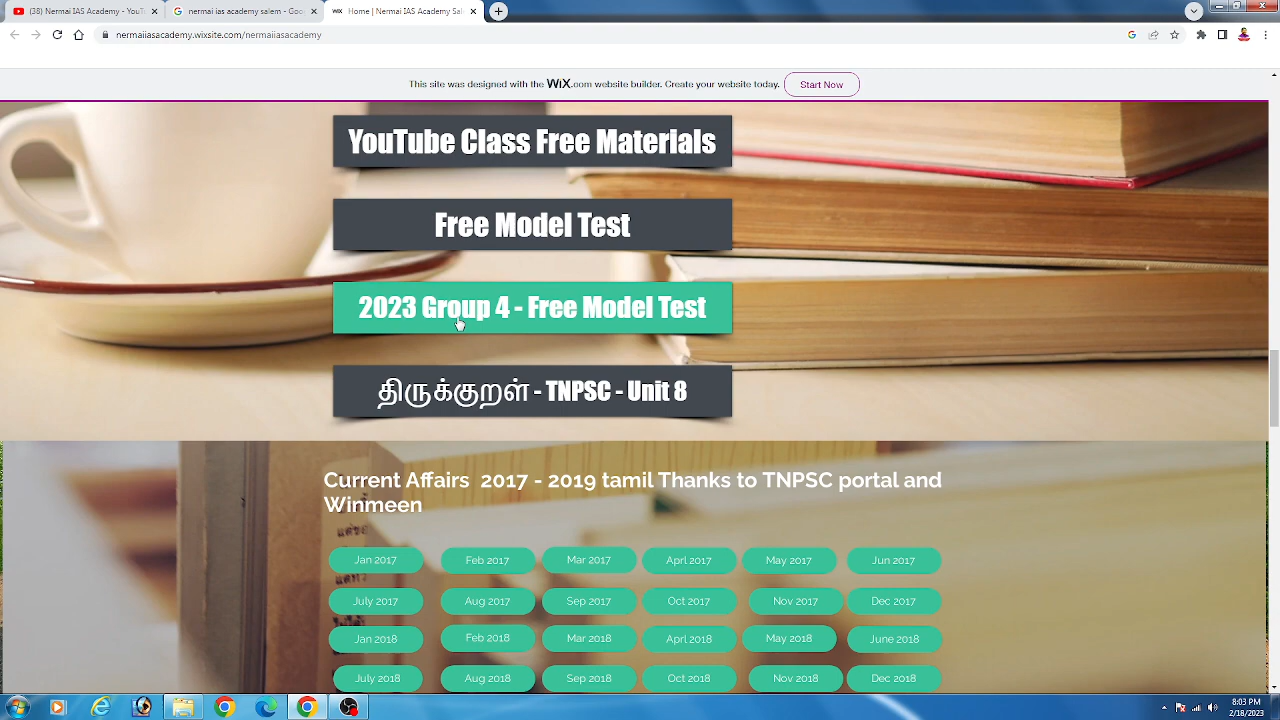 (38) Nermai IAS Academy - YouT
nermai ias academy salem - Goo
WiX Home | Nermai IAS Academy Sal
nermaiiasacademy.wixsite.com/nermaiiasacademy
This site was designed with the WiX.com website builder. Create your website today. Start Now
YouTube Class Free Materials
Free Model Test
2023 Group 4 - Free Model Test
திருக்குறள் - TNPSC - Unit 8
Current Affairs 2017 - 2019 tamil Thanks to TNPSC portal and
Winmeen
Jan 2017 Feb 2017 Mar 2017 Aprl 2017 May 2017 Jun 2017
July 2017 Aug 2017 Sep 2017 Oct 2017 Nov 2017 Dec 2017
Jan 2018 Feb 2018 Mar 2018 Aprl 2018 May 2018 June 2018
July 2018 Aug 2018 Sep 2018 Oct 2018 Nov 2018 Dec 2018
8:03 PM
2/18/2023